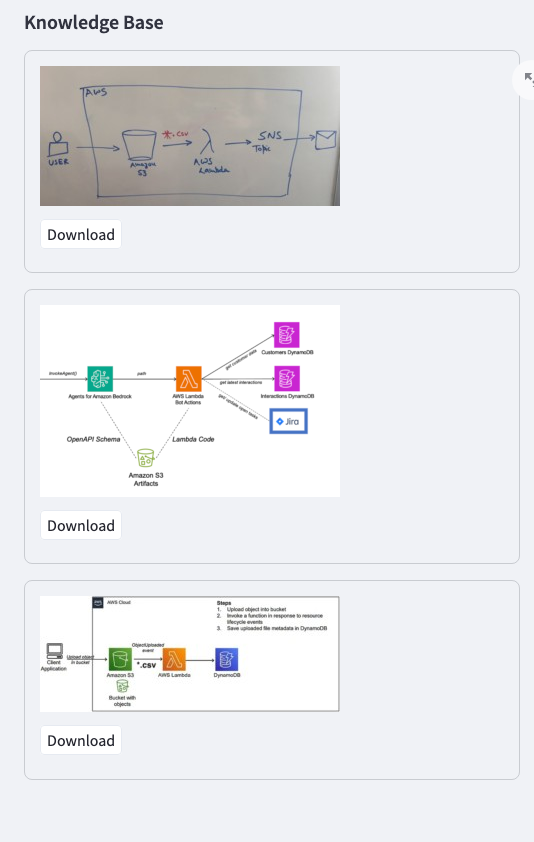 Knowledge Base
AWS
USER
Amazon
S3
*.csv
AWS
Lambda
SNS
Topic
Download
invokeAgent()
Agents for Amazon Bedrock
path
AWS Lambda
Bot Actions
get customer data
Customers DynamoDB
get latest interactions
Interactions DynamoDB
get/update open tasks
Jira
OpenAPI Schema
Lambda Code
Amazon S3
Artifacts
Download
aws
AWS Cloud
Steps
1. Upload object into bucket
2. Invoke a function in response to resource
lifecycle events
3. Save uploaded file metadata in DynamoDB
Client
Application
Upload object
in bucket
Amazon S3
Bucket with
objects
ObjectUploaded
event
*.csv
AWS Lambda
DynomoDB
Download